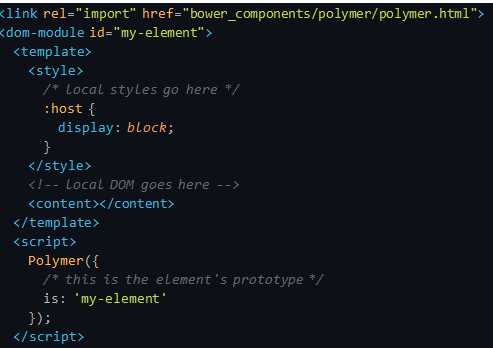 <link rel="import" href="bower_components/polymer/polymer.html">
<dom-module id="my-element">
  <template>
    <style>
      /* local styles go here */
      :host {
        display: block;
      }
    </style>
    <!-- local DOM goes here -->
    <content></content>
  </template>
  <script>
    Polymer({
      /* this is the element's prototype */
      is: 'my-element'
    });
  </script>